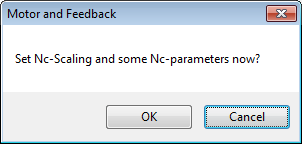 Motor and Feedback
Set Nc-Scaling and some Nc-parameters now?
OK
Cancel